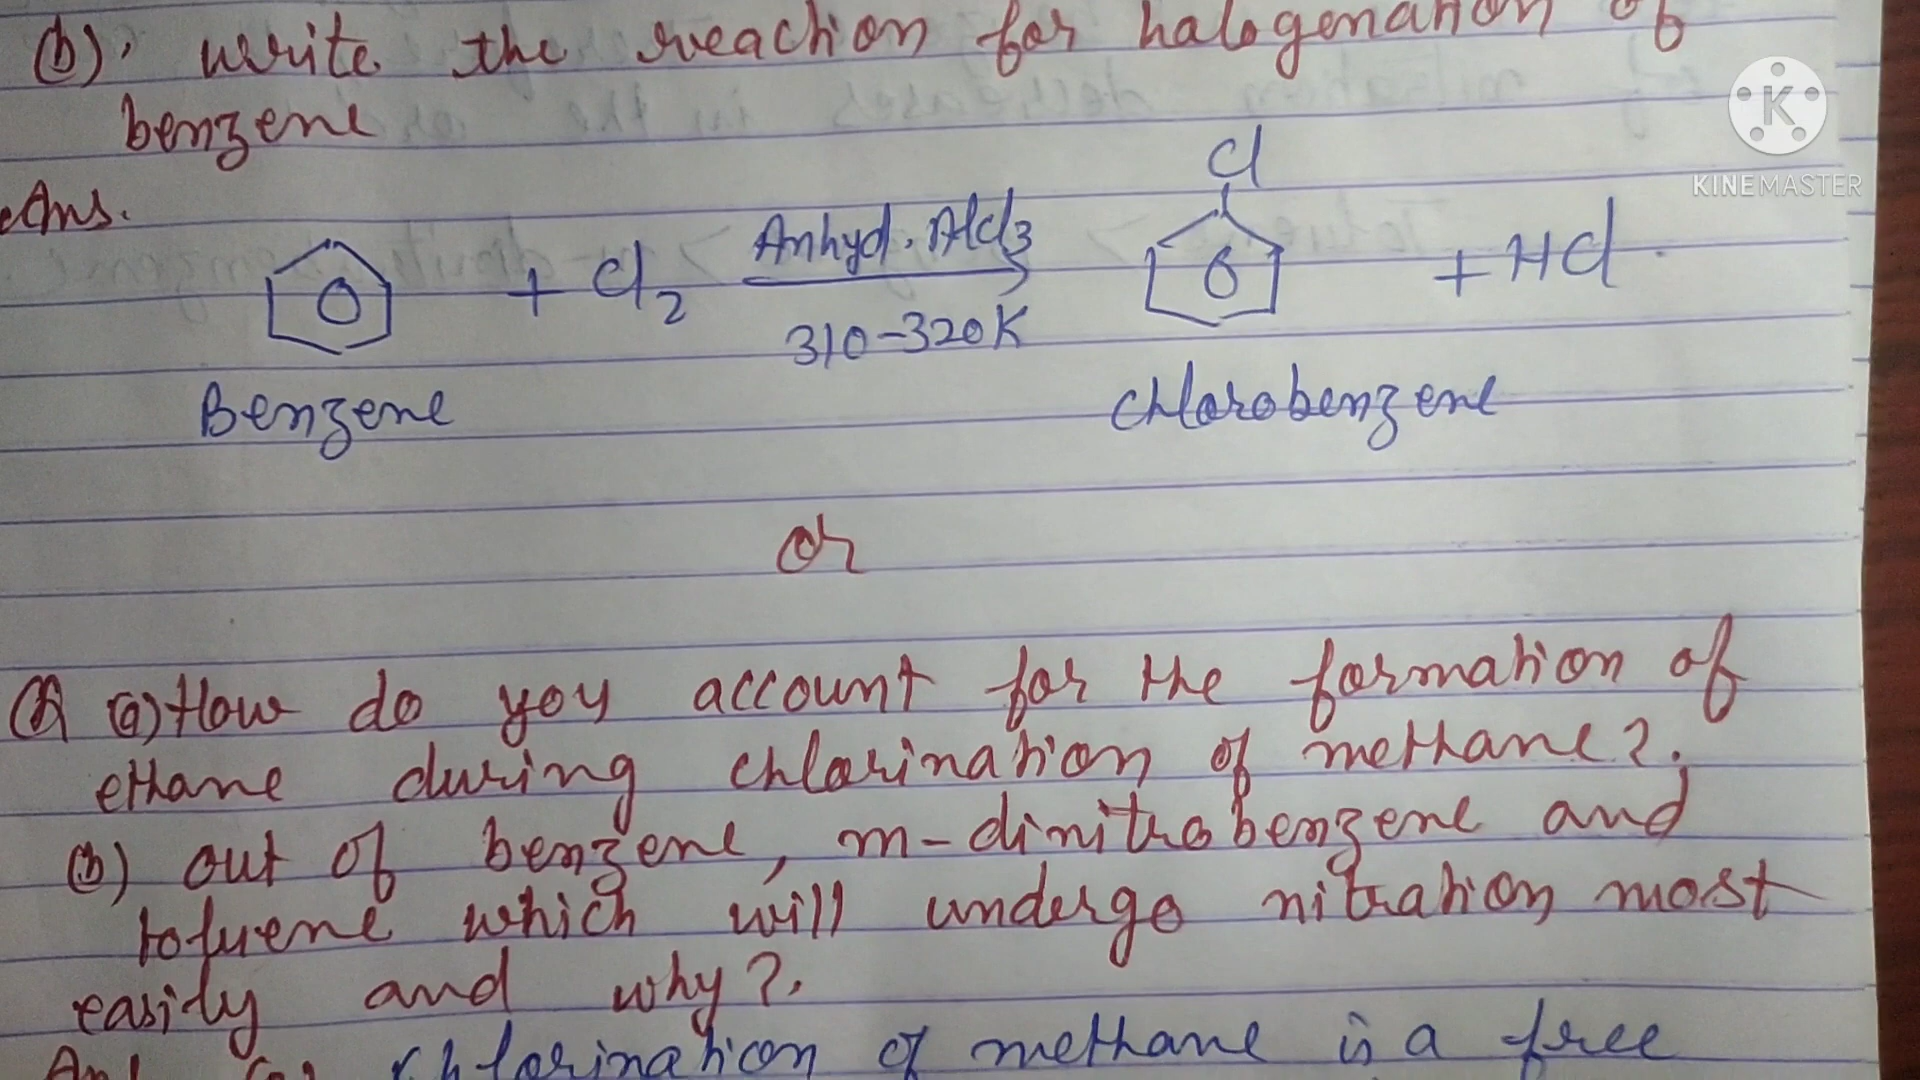 (b). write the reaction for halogenation of
benzene
K
KINEMASTER
Ans.
Cl
+ Cl2 Anhyd. AlCl3 + HCl.
310-320K
Benzene chlorobenzene
or
(a) How do you account for the formation of
ethane during chlorination of methane?.
(b) out of benzene, m-dinitrobenzene and
toluene which will undergo nitration most
easily and why?.
chlorination of methane is a free